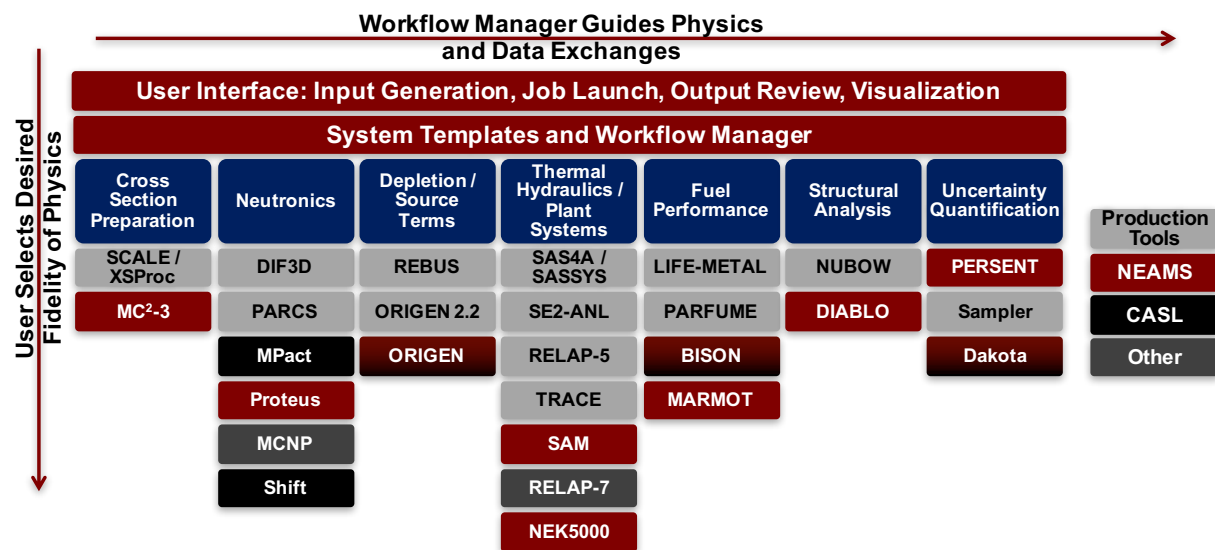 Workflow Manager Guides Physics
and Data Exchanges
User Selects Desired
Fidelity of Physics
User Interface: Input Generation, Job Launch, Output Review, Visualization
System Templates and Workflow Manager
Cross
Section
Preparation
Neutronics
Depletion /
Source
Terms
Thermal
Hydraulics /
Plant
Systems
Fuel
Performance
Structural
Analysis
Uncertainty
Quantification
SCALE /
XSProc
MC²-3
DIF3D
PARCS
MPact
Proteus
MCNP
Shift
REBUS
ORIGEN 2.2
ORIGEN
SAS4A /
SASSYS
SE2-ANL
RELAP-5
TRACE
SAM
RELAP-7
NEK5000
LIFE-METAL
PARFUME
BISON
MARMOT
NUBOW
DIABLO
PERSENT
Sampler
Dakota
Production
Tools
NEAMS
CASL
Other